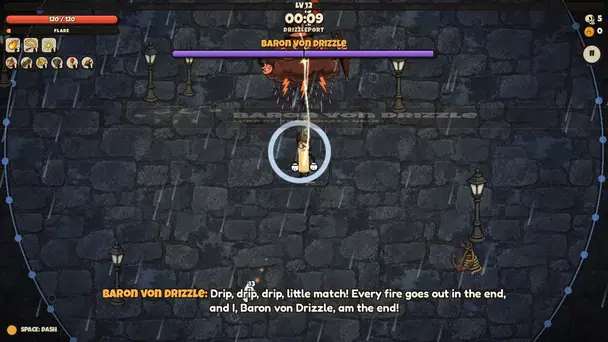 LV 12
120 / 120
00:09
5
FLARE
DRIZZLEPORT
0
BARON VON DRIZZLE
BARON VON DRIZZLE
BARON VON DRIZZLE: Drip, drip, drip, little match! Every fire goes out in the end,
and I, Baron von Drizzle, am the end!
SPACE: DASH